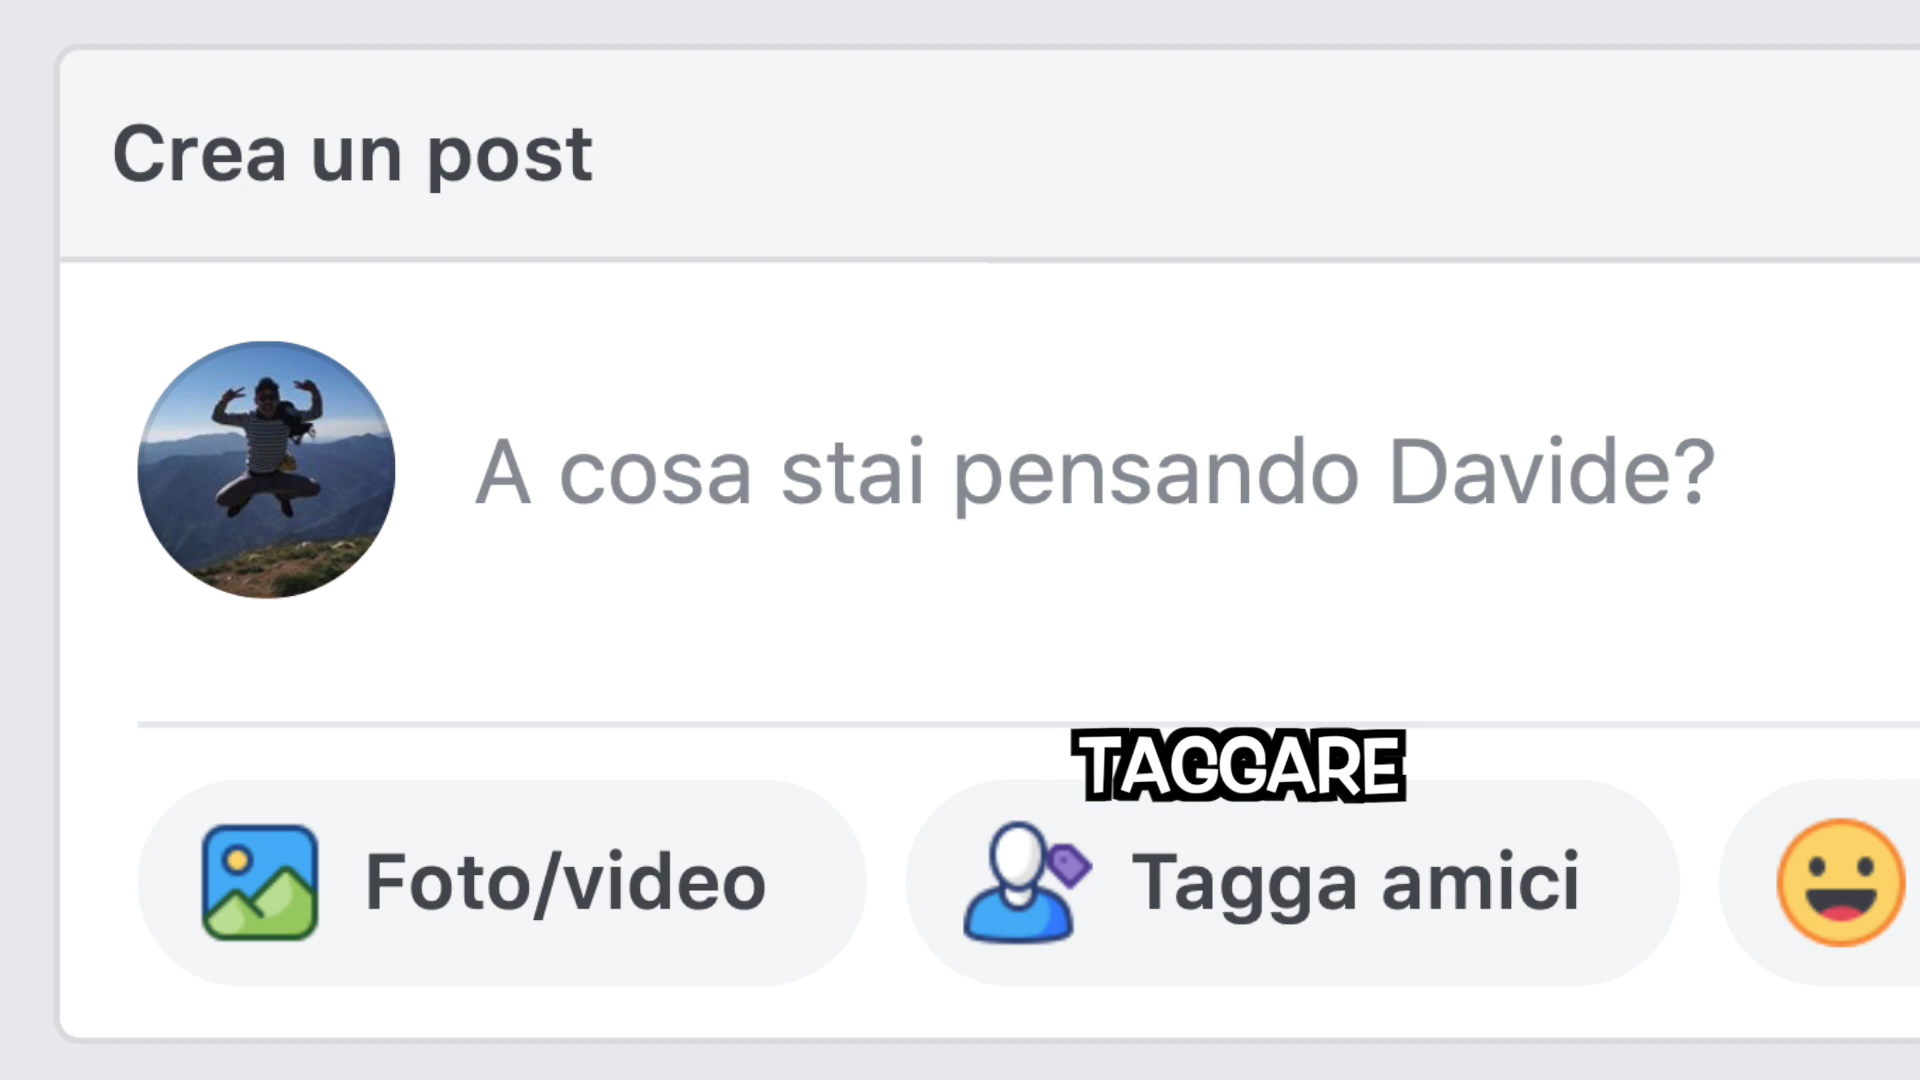 Crea un post
A cosa stai pensando Davide?
TAGGARE
Foto/video
Tagga amici